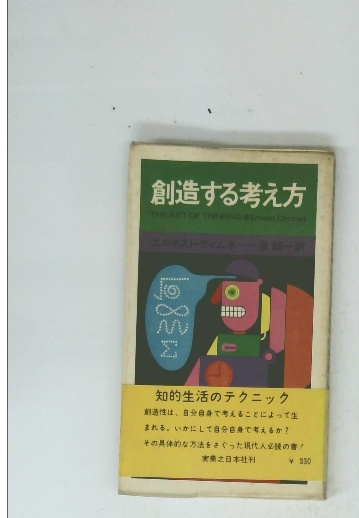 創造する考え方
THE ART OF THINKING Ernest Dimnet
エルネスト・ディムネ 泉 誠一訳
知的生活のテクニック
創造性は、自分自身で考えることによって生
まれる。いかにして自分自身で考えるか?
その具体的な方法をさぐった現代人必読の書!
実業之日本社刊 ￥ 330